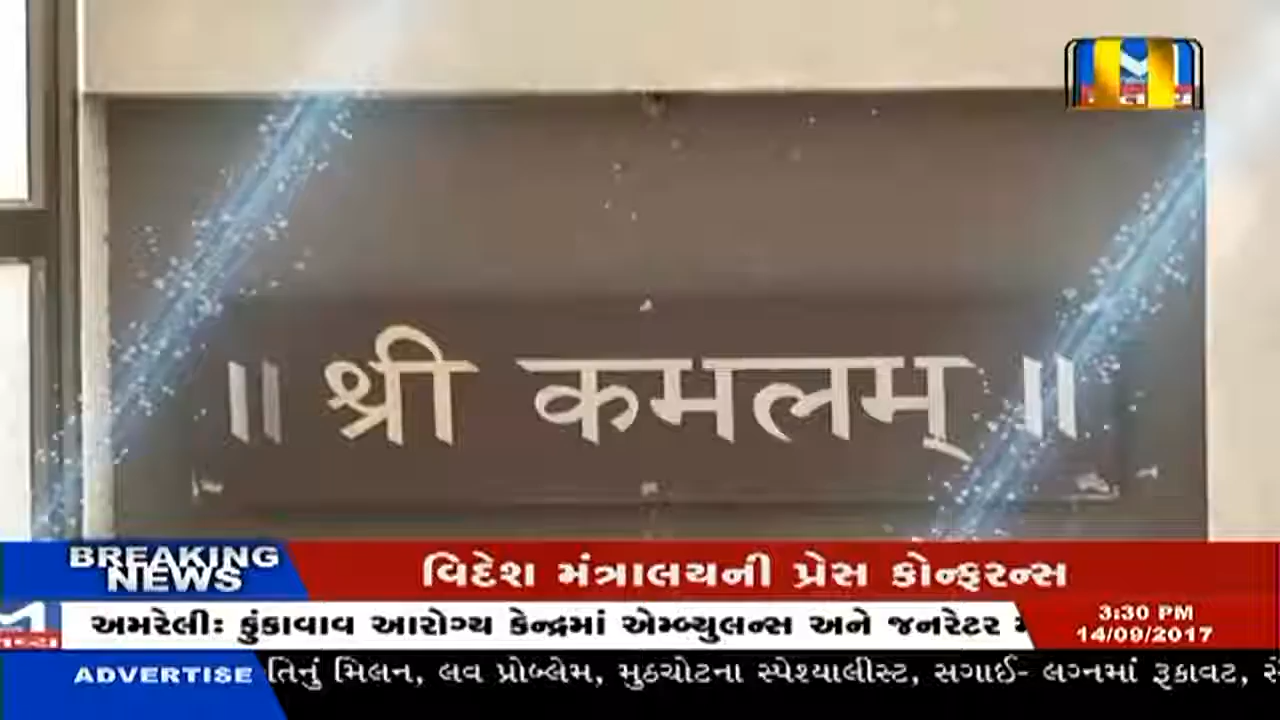 ॥ श्री कमलम् ॥
BREAKING NEWS
વિદેશ મંત્રાલયની પ્રેસ કોન્ફરન્સ
અમરેલીઃ કુંકાવાવ આરોગ્ય કેન્દ્રમાં એમ્બ્યુલન્સ અને જનરેટર
3:30 PM
14/09/2017
ADVERTISE
તિનું મિલન, લવ પ્રોબ્લેમ, મુઠચોટના સ્પેશ્યાલીસ્ટ, સગાઈ- લગ્નમાં રૂકાવટ,